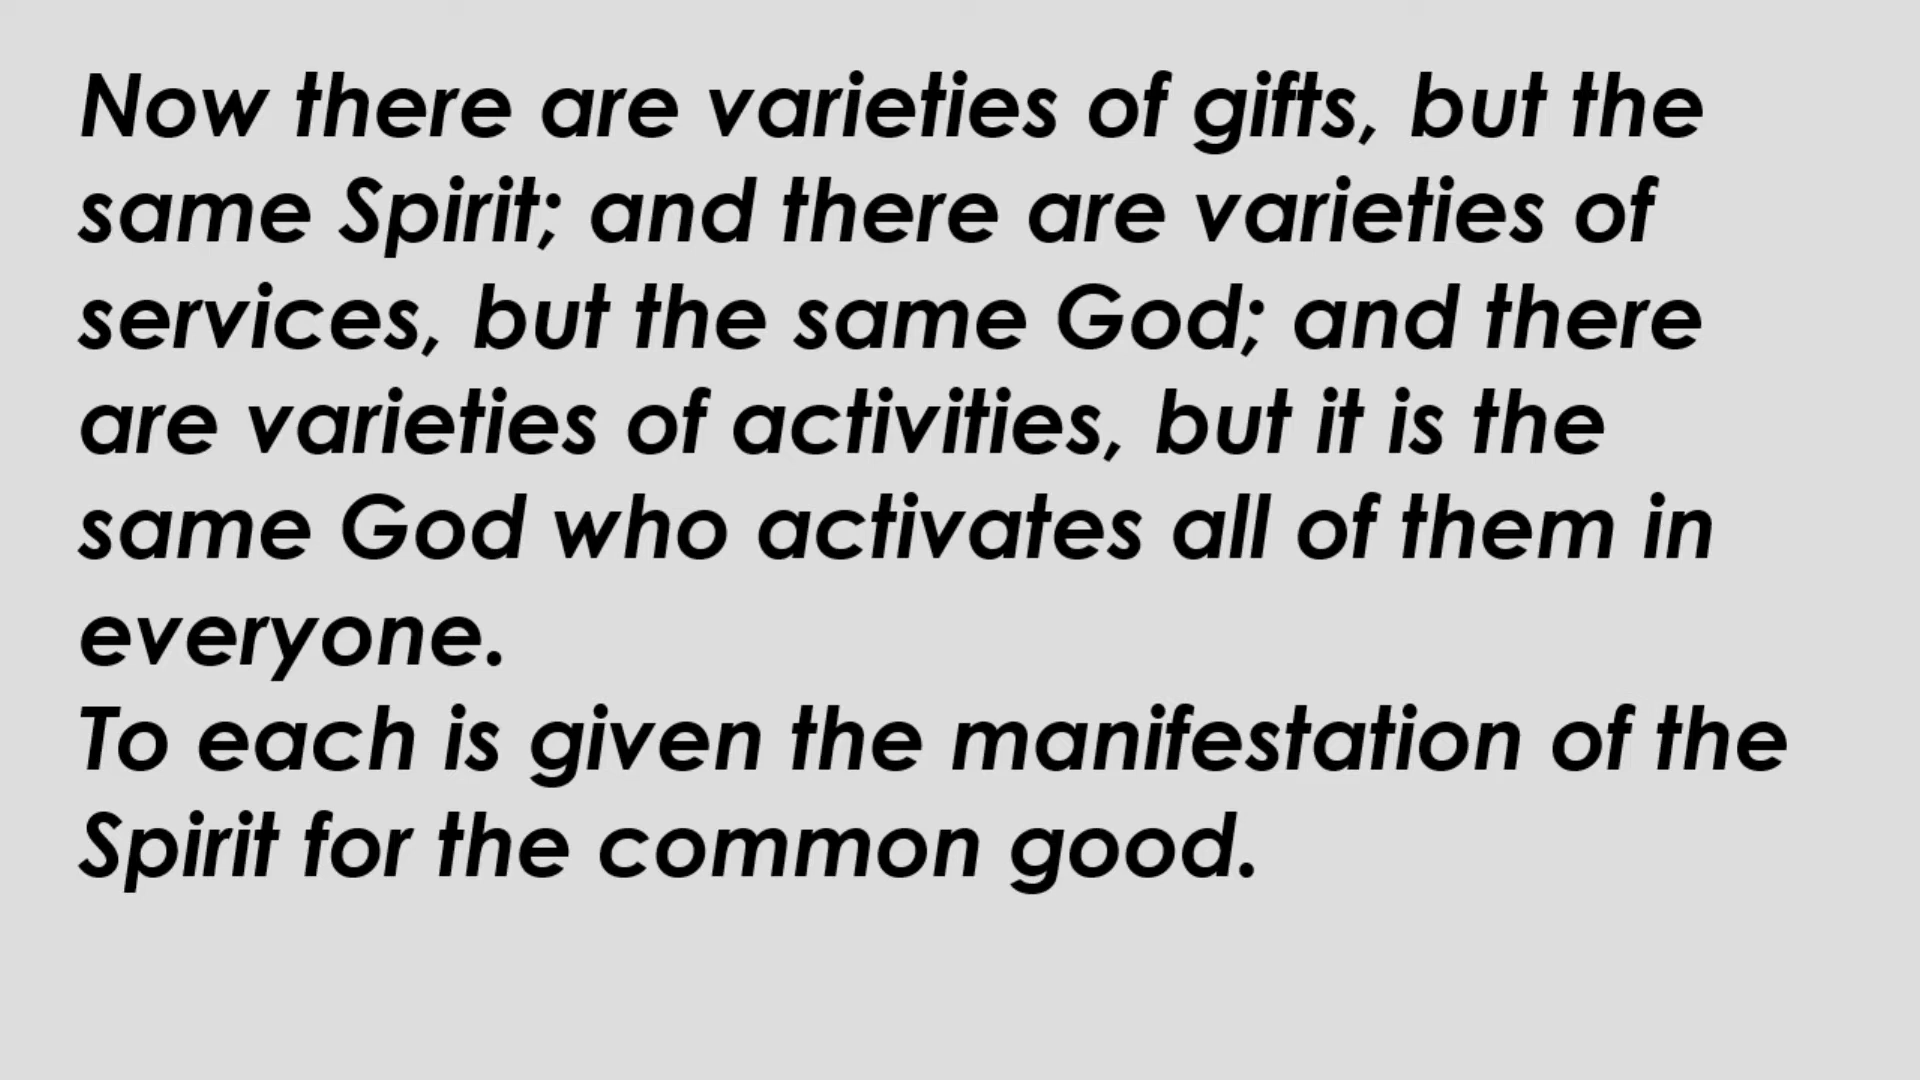 Now there are varieties of gifts, but the
same Spirit; and there are varieties of
services, but the same God; and there
are varieties of activities, but it is the
same God who activates all of them in
everyone.
To each is given the manifestation of the
Spirit for the common good.